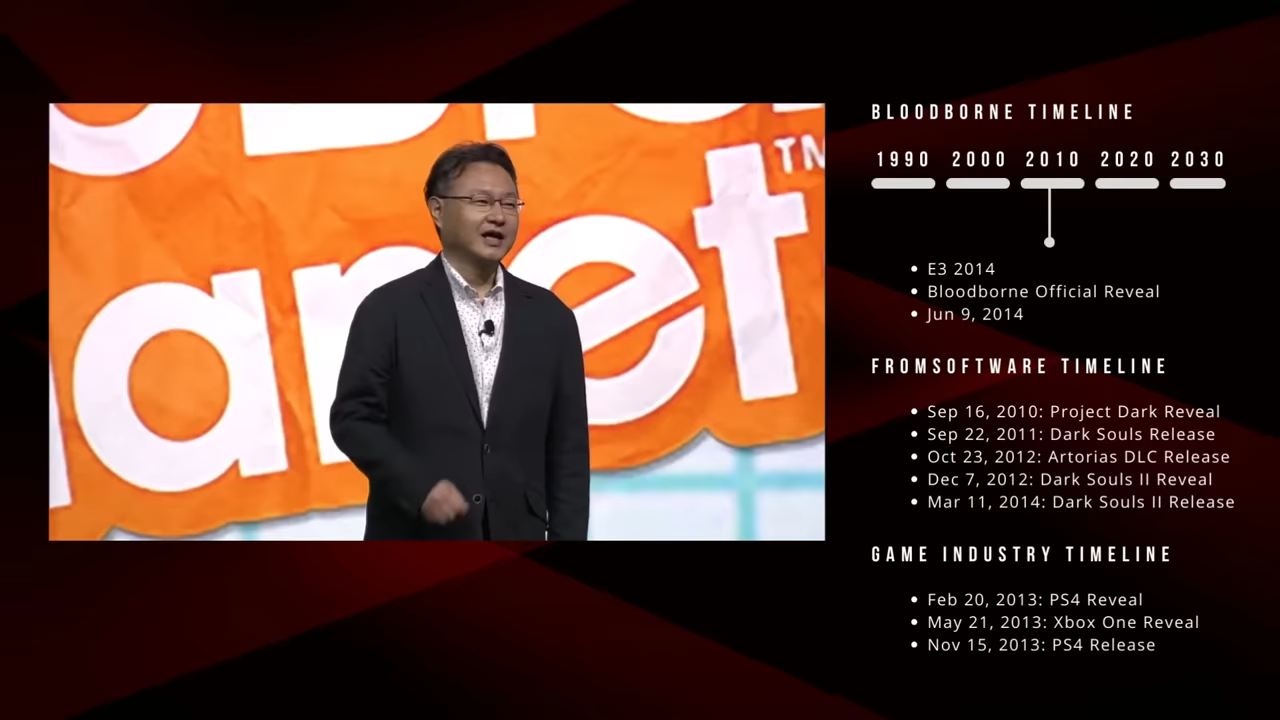 TM
anet
BLOODBORNE TIMELINE
1990 2000 2010 2020 2030
• E3 2014
• Bloodborne Official Reveal
• Jun 9, 2014
FROMSOFTWARE TIMELINE
• Sep 16, 2010: Project Dark Reveal
• Sep 22, 2011: Dark Souls Release
• Oct 23, 2012: Artorias DLC Release
• Dec 7, 2012: Dark Souls II Reveal
• Mar 11, 2014: Dark Souls II Release
GAME INDUSTRY TIMELINE
• Feb 20, 2013: PS4 Reveal
• May 21, 2013: Xbox One Reveal
• Nov 15, 2013: PS4 Release